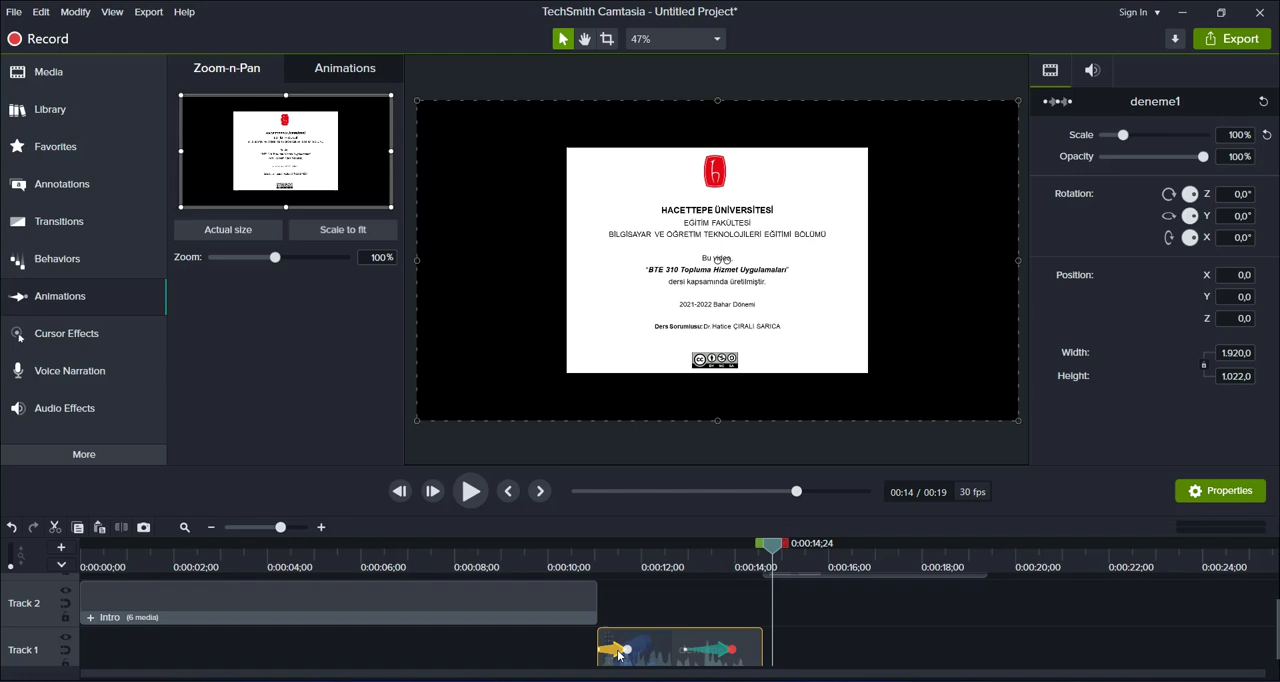 File Edit Modify View Export Help
TechSmith Camtasia - Untitled Project*
Sign In
Record
47%
Export
Media
Library
Favorites
Annotations
Transitions
Behaviors
Animations
Cursor Effects
Voice Narration
Audio Effects
More
Zoom-n-Pan Animations
Actual size Scale to fit
Zoom: 100%
HACETTEPE ÜNİVERSİTESİ
EĞİTİM FAKÜLTESİ
BİLGİSAYAR VE ÖĞRETİM TEKNOLOJİLERİ EĞİTİMİ BÖLÜMÜ
Bu video,
"BTE 310 Topluma Hizmet Uygulamaları"
dersi kapsamında üretilmiştir.
2021-2022 Bahar Dönemi
Ders Sorumlusu: Dr. Hatice ÇIRALI SARICA
CC
BY NC SA
deneme1
Scale 100%
Opacity 100%
Rotation: Z 0,0°
Y 0,0°
X 0,0°
Position: X 0,0
Y 0,0
Z 0,0
Width: 1.920,0
Height: 1.022,0
00:14 / 00:19 30 fps
Properties
0:00:14;24
0:00:00;00 0:00:02;00 0:00:04;00 0:00:06;00 0:00:08;00 0:00:10;00 0:00:12;00 0:00:14;00 0:00:16;00 0:00:18;00 0:00:20;00 0:00:22;00 0:00:24;00
Track 2
+ Intro (6 media)
Track 1